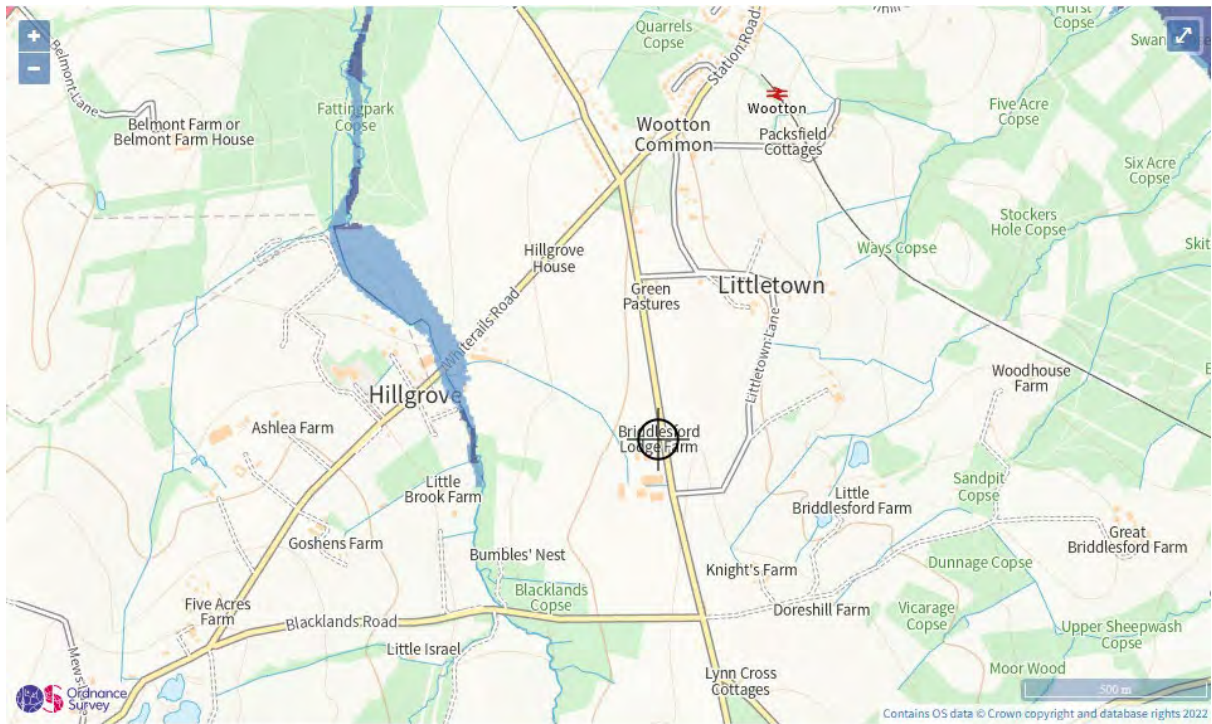 Belmont Lane
Quarrels
Copse
Station Road
Hurst
Copse
Swan
Fattingpark
Copse
Belmont Farm or
Belmont Farm House
Wootton
Wootton
Common
Packsfield
Cottages
Five Acre
Copse
Six Acre
Copse
Stockers
Hole Copse
Ways Copse
Skit
Hillgrove
House
Green
Pastures
Littletown
Whiterails Road
Littletown Lane
Hillgrove
Woodhouse
Farm
Ashlea Farm
Briddlesford
Lodge Farm
Little
Brook Farm
Sandpit
Copse
Little
Briddlesford Farm
Goshens Farm
Great
Briddlesford Farm
Bumbles' Nest
Knight's Farm
Dunnage Copse
Blacklands
Copse
Five Acres
Farm
Blacklands Road
Doreshill Farm
Vicarage
Copse
Upper Sheepwash
Copse
Little Israel
Mews
Moor Wood
Lynn Cross
Cottages
500 m
Ordnance
Survey
Contains OS data © Crown copyright and database rights 2022